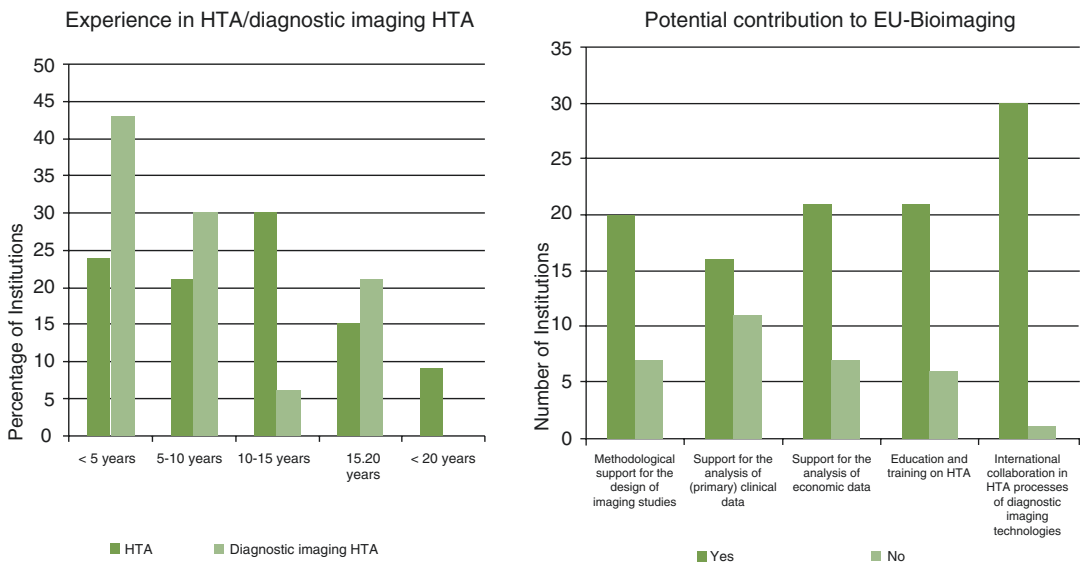 Experience in HTA/diagnostic imaging HTA
Percentage of Institutions
50
45
40
35
30
25
20
15
10
5
0
< 5 years
5-10 years
10-15 years
15.20
years
< 20 years
HTA
Diagnostic imaging HTA
Potential contribution to EU-Bioimaging
Number of Institutions
35
30
25
20
15
10
5
0
Methodological
support for the
design of
imaging studies
Support for the
analysis of
(primary) clinical
data
Support for the
analysis of
economic data
Education and
training on HTA
International
collaboration in
HTA processes
of diagnostic
imaging
technologies
Yes
No